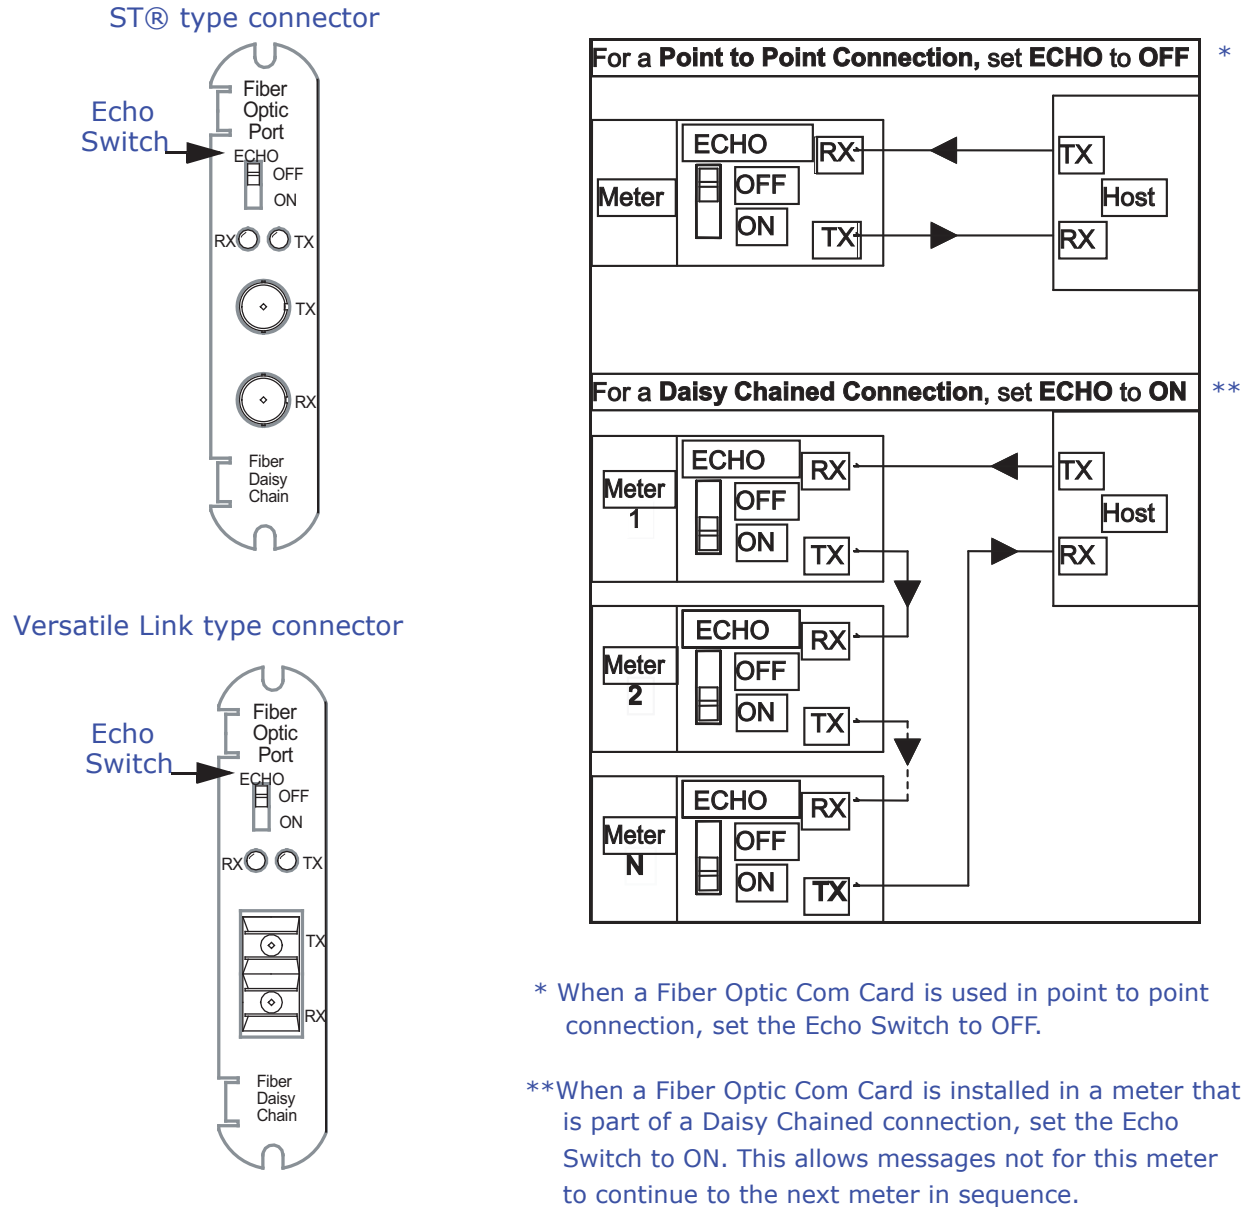 ST® type connector
Fiber
Optic
Port
Echo
Switch
ECHO
OFF
ON
RX
TX
TX
RX
Fiber
Daisy
Chain
Versatile Link type connector
Fiber
Optic
Port
Echo
Switch
ECHO
OFF
ON
RX
TX
TX
RX
Fiber
Daisy
Chain
For a Point to Point Connection, set ECHO to OFF *
Meter
ECHO
OFF
ON
RX
TX
TX
Host
RX
For a Daisy Chained Connection, set ECHO to ON **
Meter
1
ECHO
OFF
ON
RX
TX
TX
Host
RX
Meter
2
ECHO
OFF
ON
RX
TX
Meter
N
ECHO
OFF
ON
RX
TX
* When a Fiber Optic Com Card is used in point to point
connection, set the Echo Switch to OFF.
**When a Fiber Optic Com Card is installed in a meter that
is part of a Daisy Chained connection, set the Echo
Switch to ON. This allows messages not for this meter
to continue to the next meter in sequence.